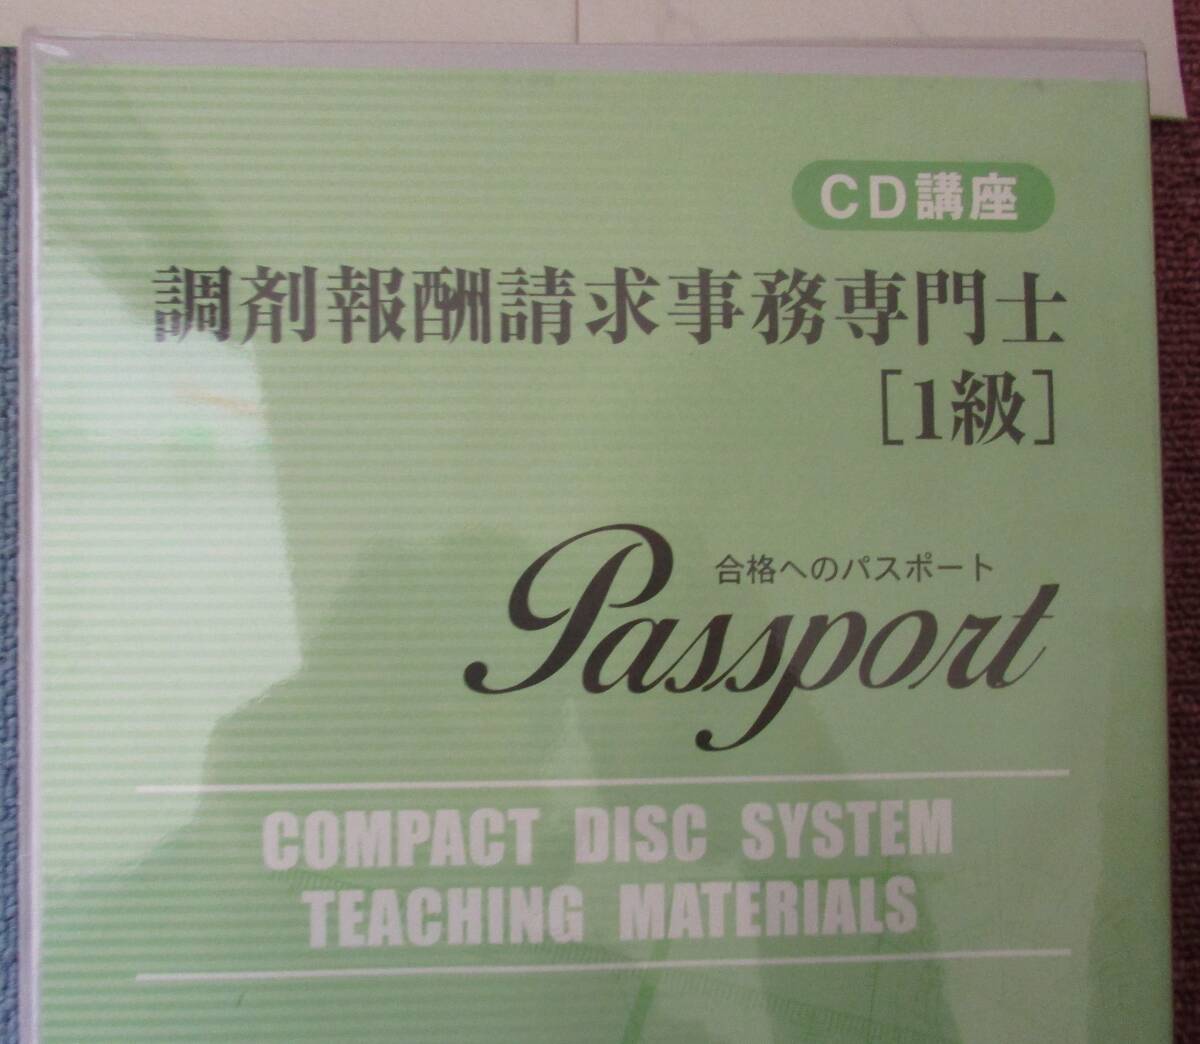 CD講座
調剤報酬請求事務専門士
［1級］
合格へのパスポート
Passport
COMPACT DISC SYSTEM
TEACHING MATERIALS